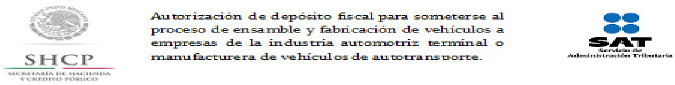 Autorización de depósito fiscal para someterse al
proceso de ensamble y fabricación de vehículos a
empresas de la industria automotriz terminal o
manufacturera de vehículos de autotransporte.
SHCP
SECRETARÍA DE HACIENDA
Y CRÉDITO PÚBLICO
SAT
Servicio de
Administración Tributaria